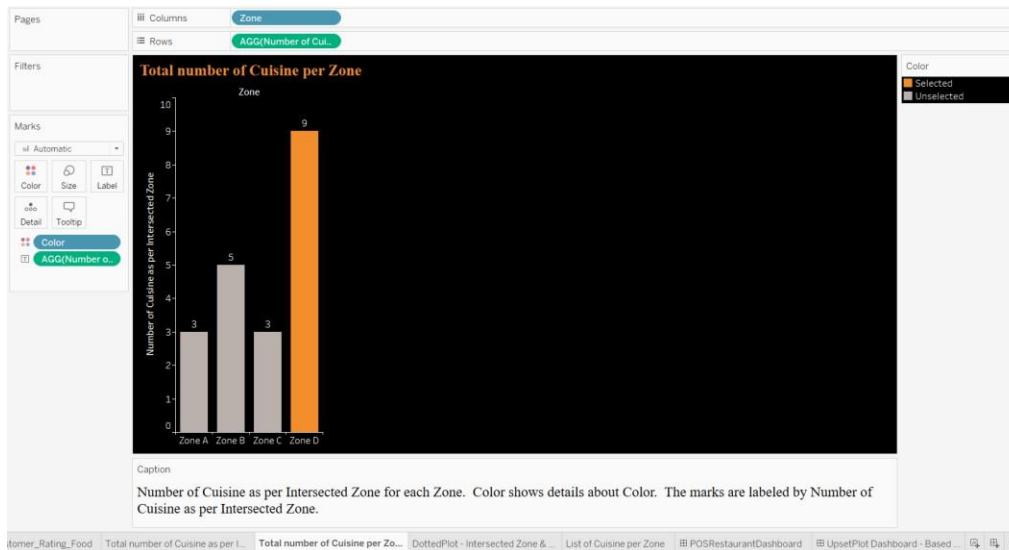 Pages
Columns
Zone
Rows
AGG(Number of Cui..
Filters
Marks
Automatic
Color
Size
Label
Detail
Tooltip
Color
AGG(Number o..
Total number of Cuisine per Zone
Zone
Number of Cuisine as per Intersected Zone
10
9
8
7
6
5
4
3
2
1
0
3
5
3
9
Zone A
Zone B
Zone C
Zone D
Color
Selected
Unselected
Caption
Number of Cuisine as per Intersected Zone for each Zone. Color shows details about Color. The marks are labeled by Number of
Cuisine as per Intersected Zone.
stomer_Rating_Food
Total number of Cuisine as per I...
Total number of Cuisine per Zo...
DottedPlot - Intersected Zone & ...
List of Cuisine per Zone
POSRestaurantDashboard
UpsetPlot Dashboard - Based ...